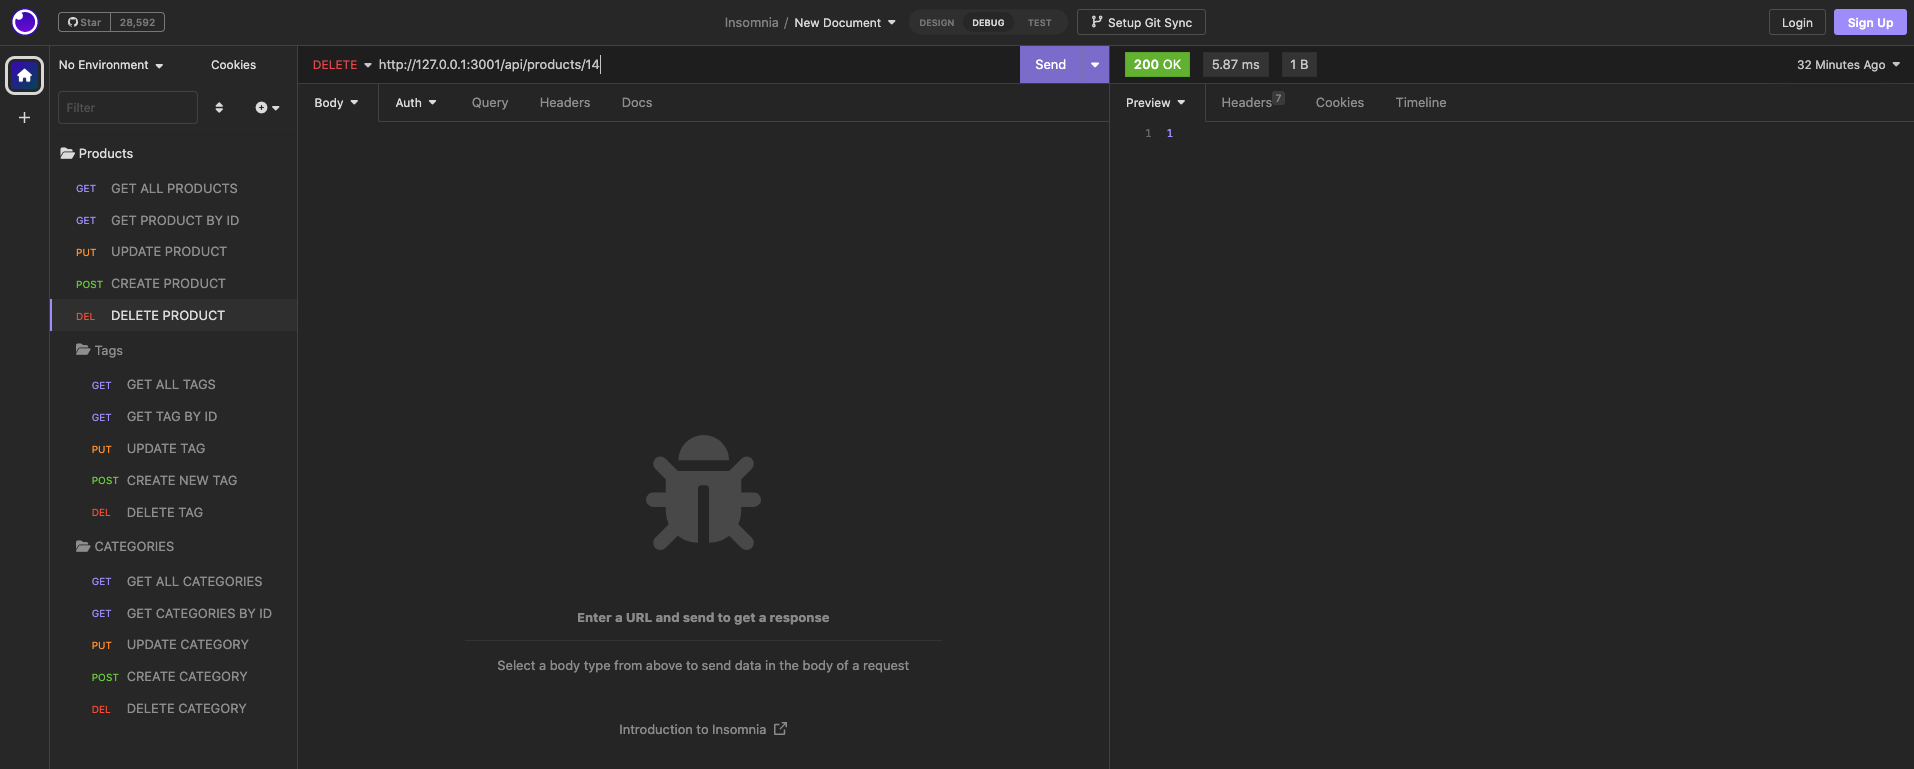 Star 28,592
Insomnia / New Document
DESIGN DEBUG TEST
Setup Git Sync
Login
Sign Up
No Environment
Cookies
Filter
Products
GET GET ALL PRODUCTS
GET GET PRODUCT BY ID
PUT UPDATE PRODUCT
POST CREATE PRODUCT
DEL DELETE PRODUCT
Tags
GET GET ALL TAGS
GET GET TAG BY ID
PUT UPDATE TAG
POST CREATE NEW TAG
DEL DELETE TAG
CATEGORIES
GET GET ALL CATEGORIES
GET GET CATEGORIES BY ID
PUT UPDATE CATEGORY
POST CREATE CATEGORY
DEL DELETE CATEGORY
DELETE http://127.0.0.1:3001/api/products/14
Send
Body Auth Query Headers Docs
Enter a URL and send to get a response
Select a body type from above to send data in the body of a request
Introduction to Insomnia
200 OK 5.87 ms 1 B
32 Minutes Ago
Preview Headers 7 Cookies Timeline
1 1